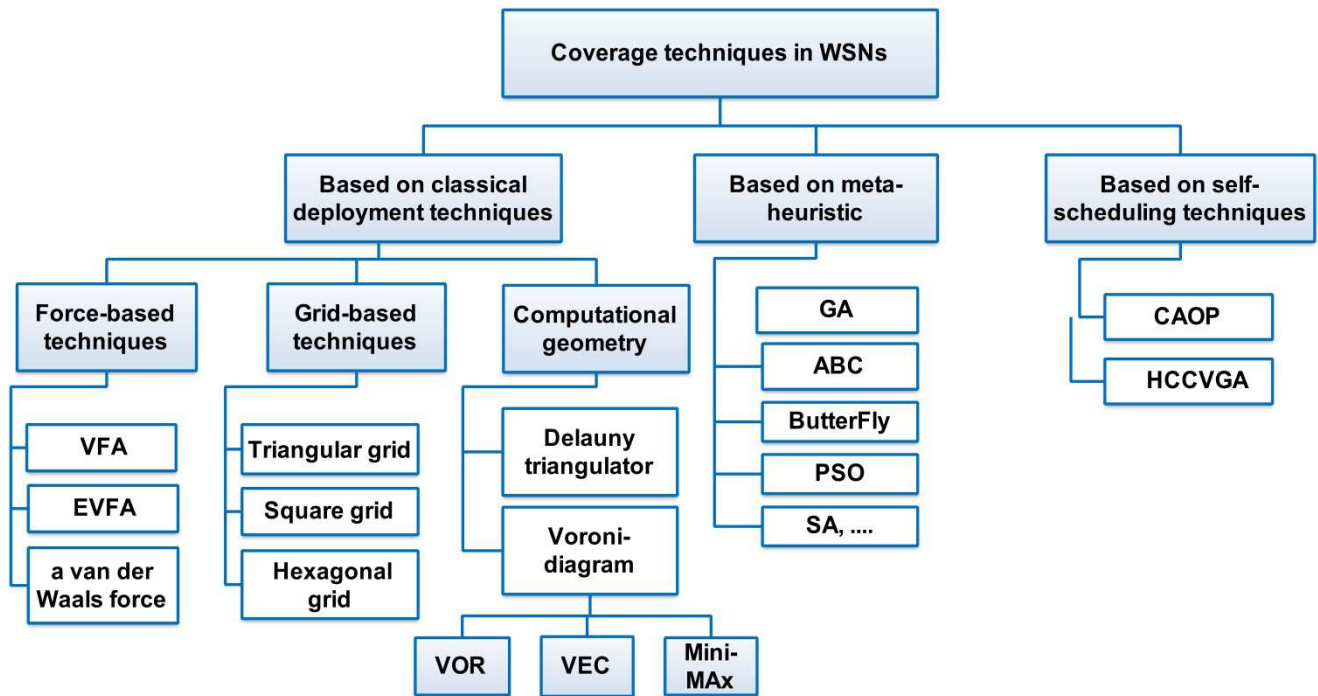 Coverage techniques in WSNs
Based on classical
deployment techniques
Based on meta-
heuristic
Based on self-
scheduling techniques
Force-based
techniques
Grid-based
techniques
Computational
geometry
GA
ABC
ButterFly
PSO
SA, ....
CAOP
HCCVGA
VFA
EVFA
a van der
Waals force
Triangular grid
Square grid
Hexagonal
grid
Delauny
triangulator
Voroni-
diagram
VOR
VEC
Mini-
MAx